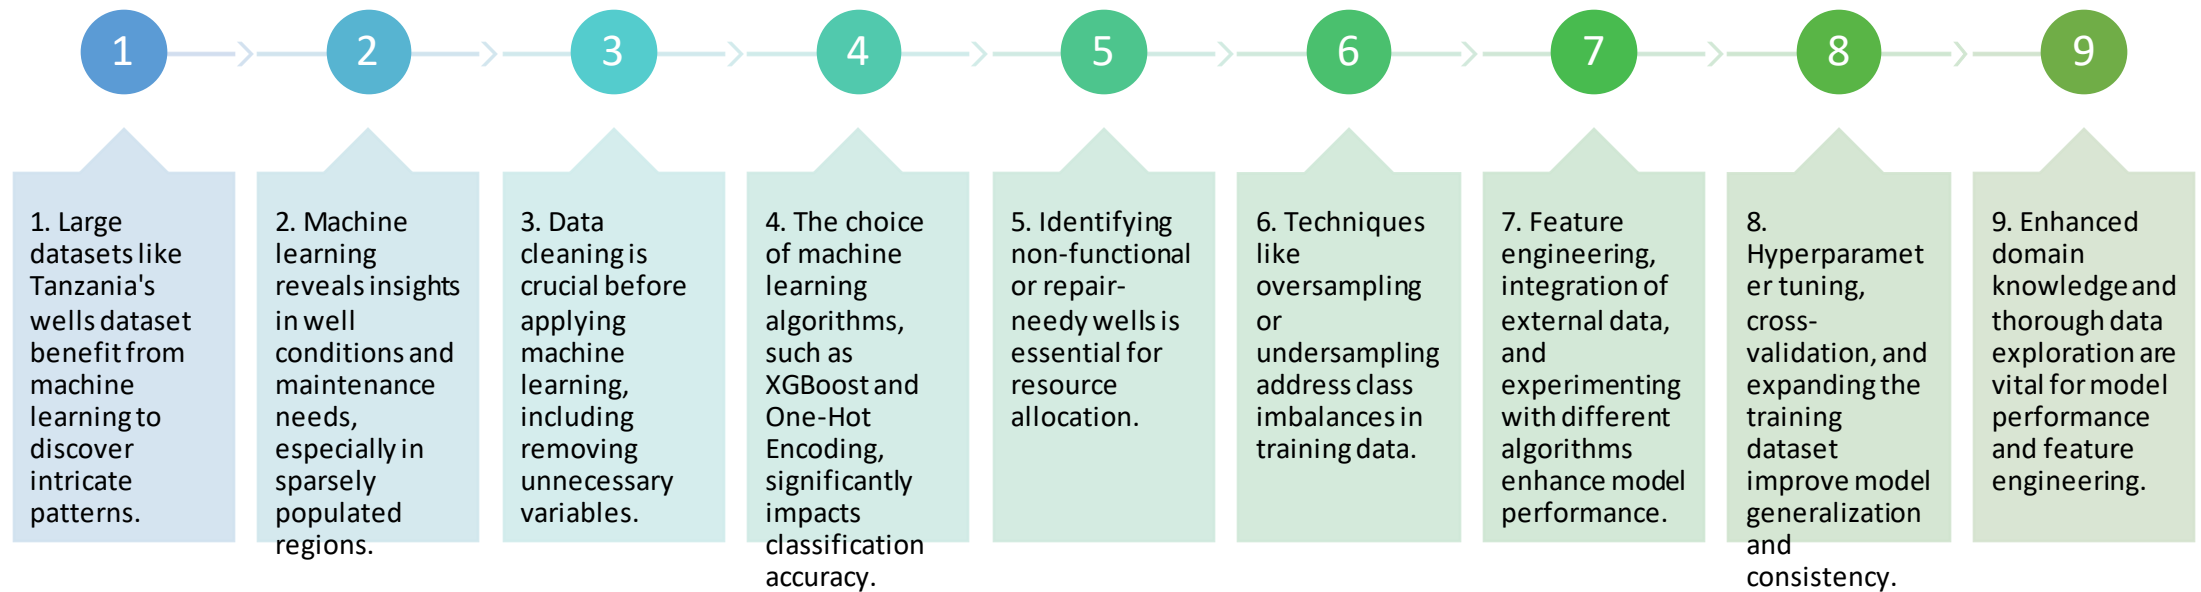 1
2
3
4
5
6
7
8
9
1. Large
datasets like
Tanzania's
wells dataset
benefit from
machine
learning to
discover
intricate
patterns.
2. Machine
learning
reveals insights
in well
conditions and
maintenance
needs,
especially in
sparsely
populated
regions.
3. Data
cleaning is
crucial before
applying
machine
learning,
including
removing
unnecessary
variables.
4. The choice
of machine
learning
algorithms,
such as
XGBoost and
One-Hot
Encoding,
significantly
impacts
classification
accuracy.
5. Identifying
non-functional
or repair-
needy wells is
essential for
resource
allocation.
6. Techniques
like
oversampling
or
undersampling
address class
imbalances in
training data.
7. Feature
engineering,
integration of
external data,
and
experimenting
with different
algorithms
enhance model
performance.
8.
Hyperparamet
er tuning,
cross-
validation, and
expanding the
training
dataset
improve model
generalization
and
consistency.
9. Enhanced
domain
knowledge and
thorough data
exploration are
vital for model
performance
and feature
engineering.